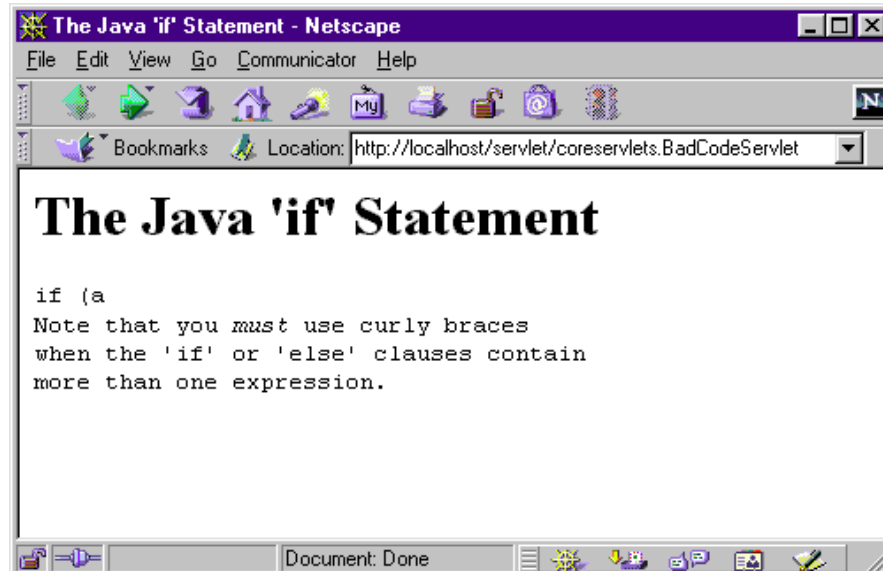 The Java 'if' Statement - Netscape
File Edit View Go Communicator Help
My
N
Bookmarks Location: http://localhost/servlet/coreservlets.BadCodeServlet
The Java 'if' Statement
if (a
Note that you must use curly braces
when the 'if' or 'else' clauses contain
more than one expression.
Document: Done